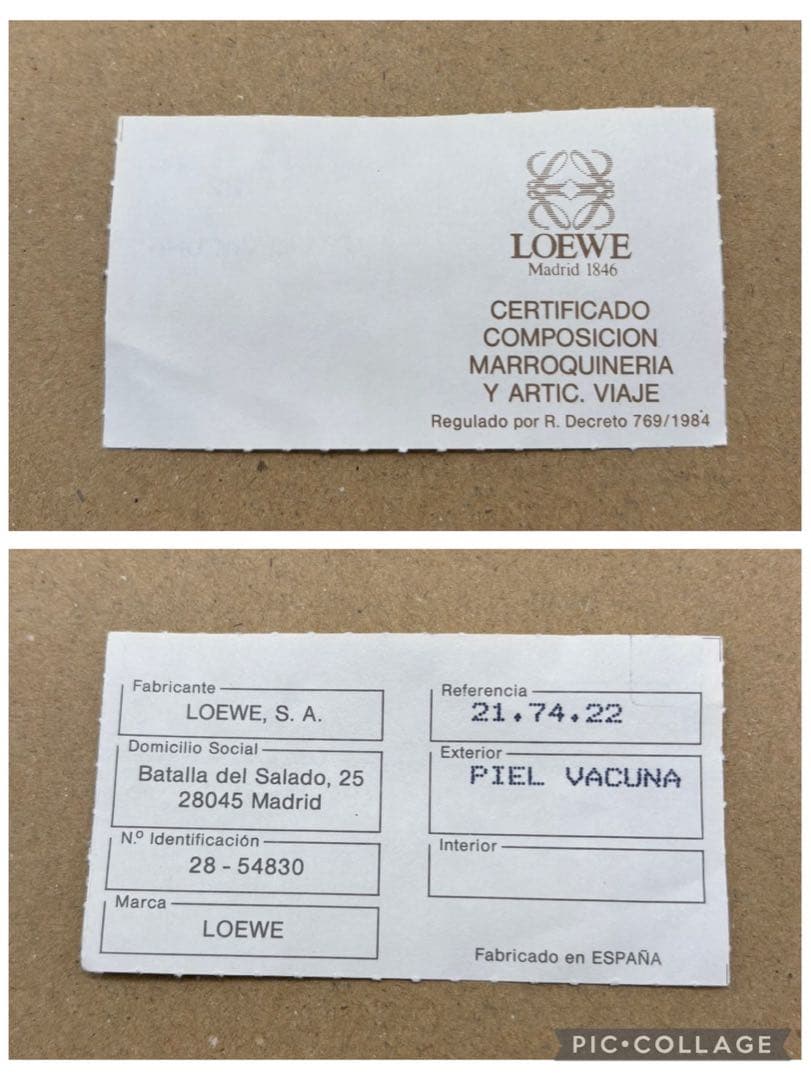 LOEWE
Madrid 1846
CERTIFICADO
COMPOSICION
MARROQUINERIA
Y ARTIC. VIAJE
Regulado por R. Decreto 769/1984
Fabricante
LOEWE, S. A.
Domicilio Social
Batalla del Salado, 25
28045 Madrid
N.º Identificación
28 - 54830
Marca
LOEWE
Referencia
21.74.22
Exterior
PIEL VACUNA
Interior
Fabricado en ESPAÑA
PIC•COLLAGE